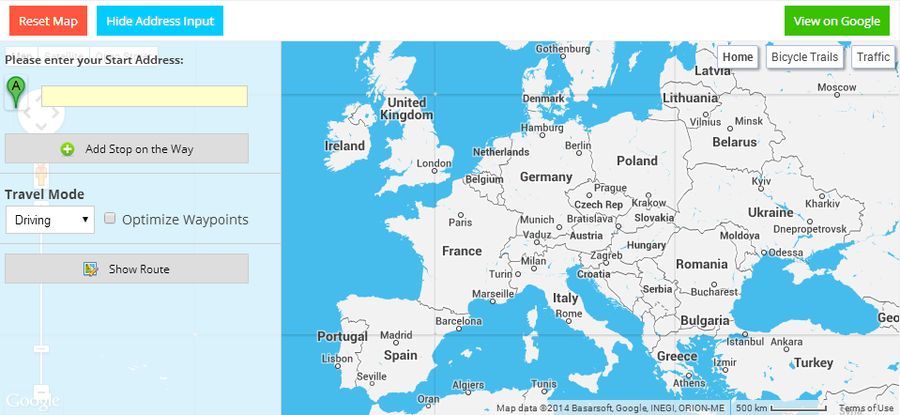 Reset Map
Hide Address Input
View on Google
Please enter your Start Address:
A
Add Stop on the Way
Travel Mode
Driving
Optimize Waypoints
Show Route
Google
Home
Bicycle Trails
Traffic
Gothenburg
Latvia
Moscow
Denmark
Lithuania
United
Kingdom
Hamburg
Vilnius
Minsk
Ireland
Berlin
Belarus
Netherlands
Poland
London
Belgium
Germany
Prague
Kyiv
Czech Rep
Krakow
Kharkiv
Paris
Munich
Bratislava
Slovakia
Ukraine
Dnepropetrovsk
Vaduz
Austria
Moldova
France
Hungary
Odessa
Milan
Zagreb
Romania
Turin
Croatia
Marseille
Serbia
Bucharest
Italy
Rome
Barcelona
Bulgaria
Geo
Portugal
Madrid
Istanbul
Ankara
Lisbon
Spain
Greece
Izmir
Turkey
Seville
Athens
Oran
Algiers
Tunis
Map data ©2014 Basarsoft, Google, INEGI, ORION-ME
500 km
Terms of Use